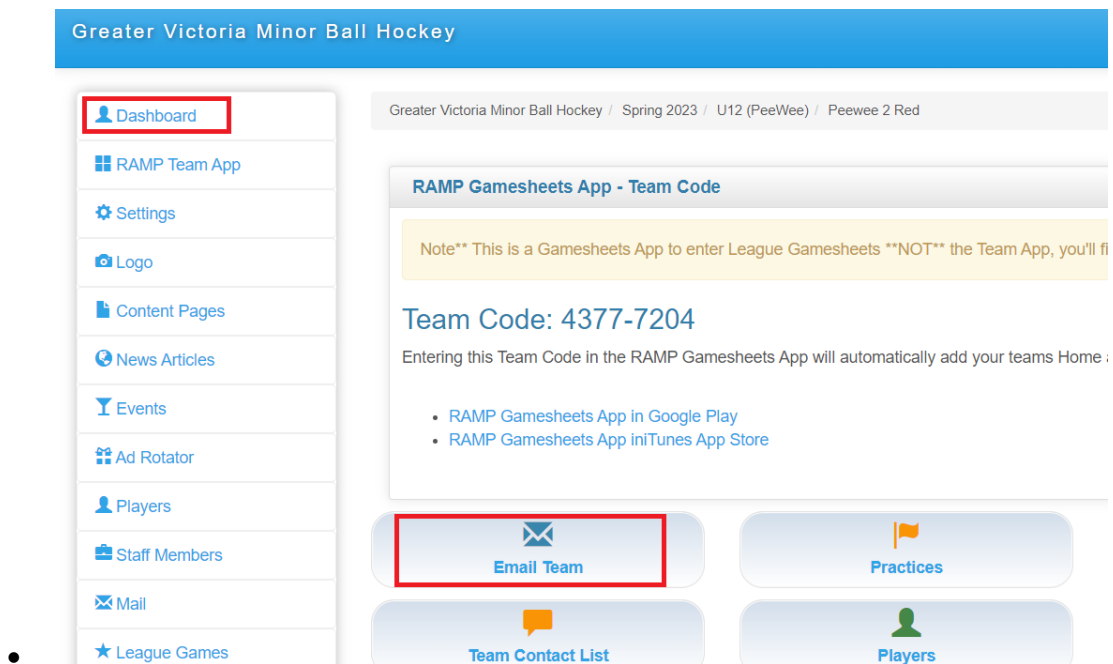 Greater Victoria Minor Ball Hockey
Dashboard
RAMP Team App
Settings
Logo
Content Pages
News Articles
Events
Ad Rotator
Players
Staff Members
Mail
League Games
Greater Victoria Minor Ball Hockey / Spring 2023 / U12 (PeeWee) / Peewee 2 Red
RAMP Gamesheets App - Team Code
Note** This is a Gamesheets App to enter League Gamesheets **NOT** the Team App, you'll fi
Team Code: 4377-7204
Entering this Team Code in the RAMP Gamesheets App will automatically add your teams Home a
• RAMP Gamesheets App in Google Play
• RAMP Gamesheets App iniTunes App Store
Email Team
Practices
Team Contact List
Players